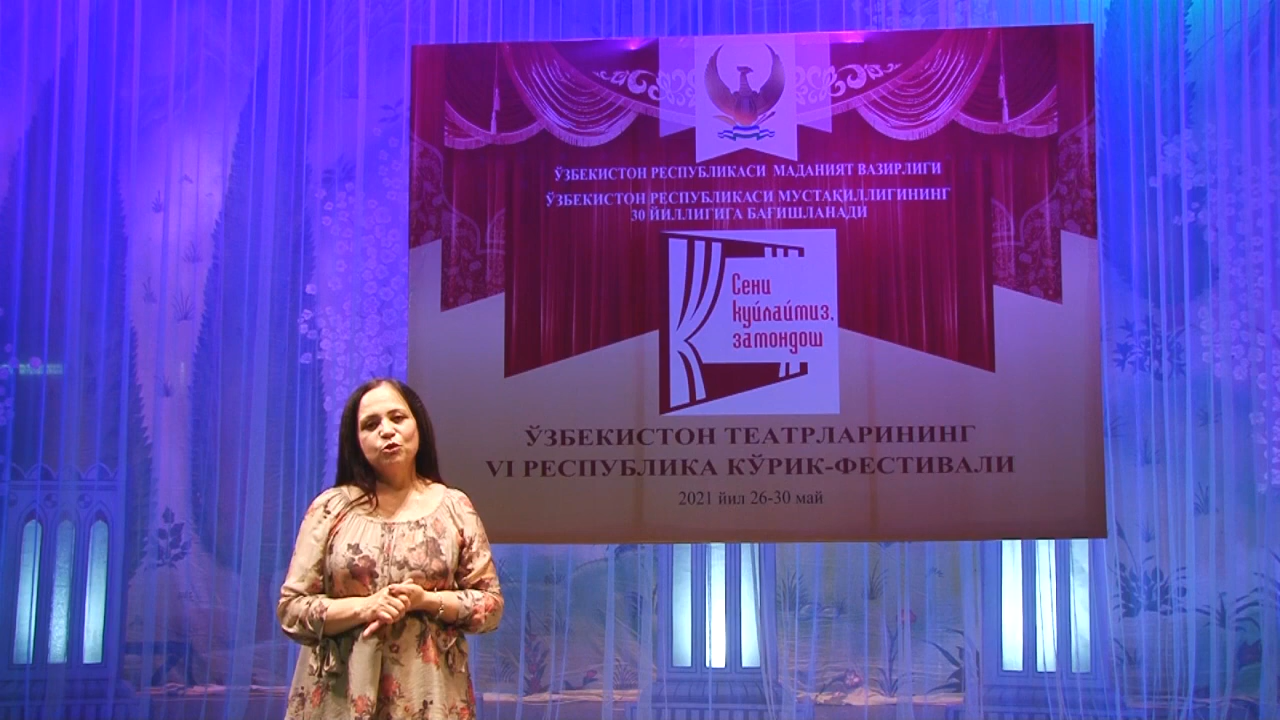 ЎЗБЕКИСТОН РЕСПУБЛИКАСИ МАДАНИЯТ ВАЗИРЛИГИ
ЎЗБЕКИСТОН РЕСПУБЛИКАСИ МУСТАҚИЛЛИГИНИНГ
30 ЙИЛЛИГИГА БАҒИШЛАНАДИ
Сени
куйлаймиз,
замондош
ЎЗБЕКИСТОН ТЕАТРЛАРИНИНГ
VI РЕСПУБЛИКА КЎРИК-ФЕСТИВАЛИ
2021 йил 26-30 май